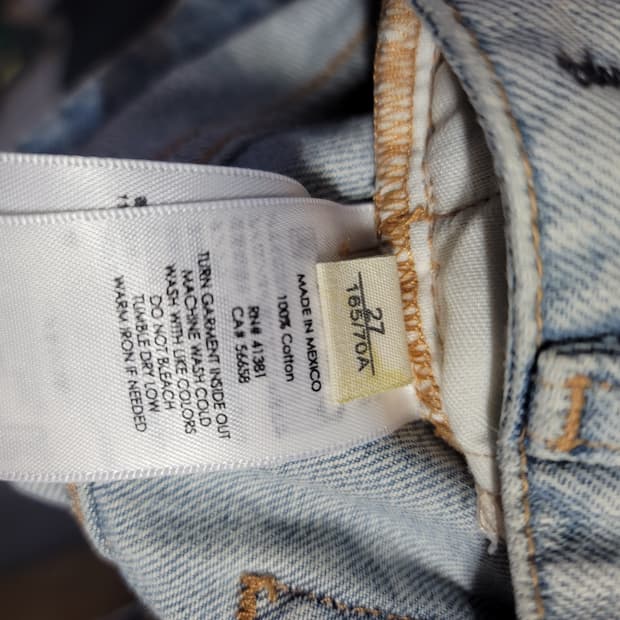 27
165/70A
MADE IN MEXICO
100% Cotton
RN# 41381
CA# 56658
TURN GARMENT INSIDE OUT
MACHINE WASH COLD
WASH WITH LIKE COLORS
DO NOT BLEACH
TUMBLE DRY LOW
WARM IRON IF NEEDED